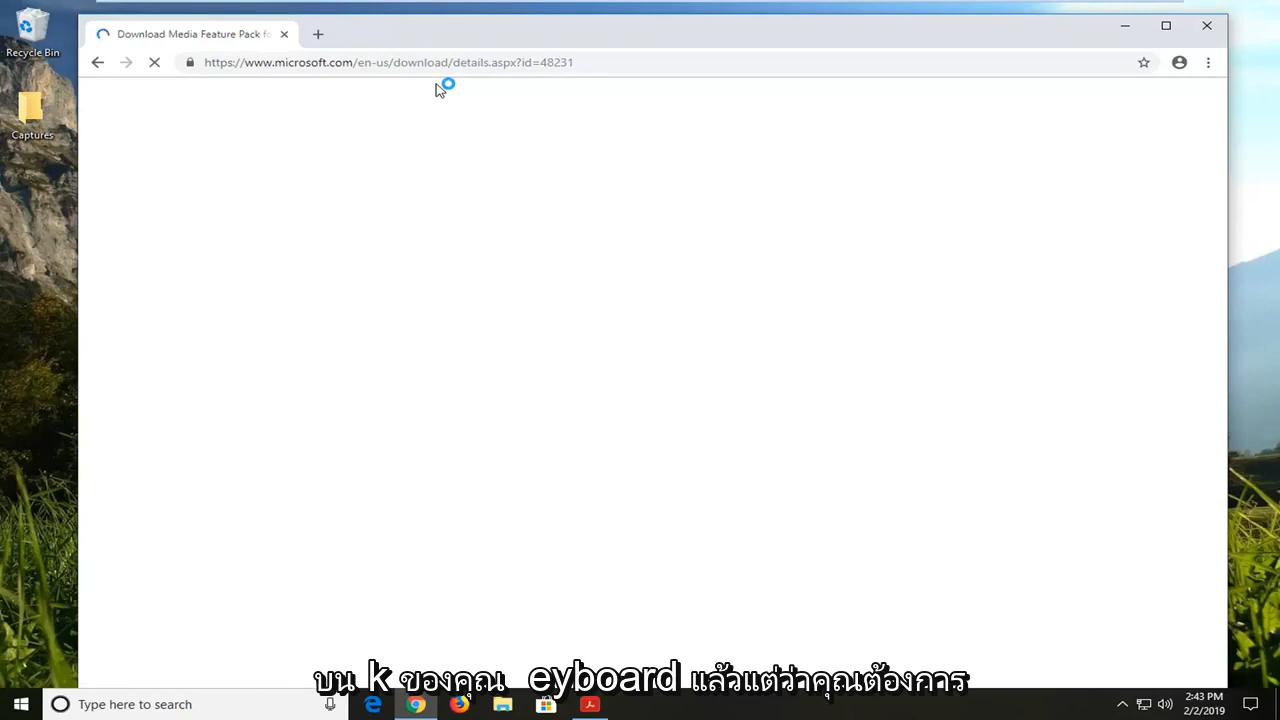 Recycle Bin
Captures
Download Media Feature Pack fo
https://www.microsoft.com/en-us/download/details.aspx?id=48231
บน k ของคุณ eyboard แล้วแต่ว่าคุณต้องการ
Type here to search
2:43 PM
2/2/2019